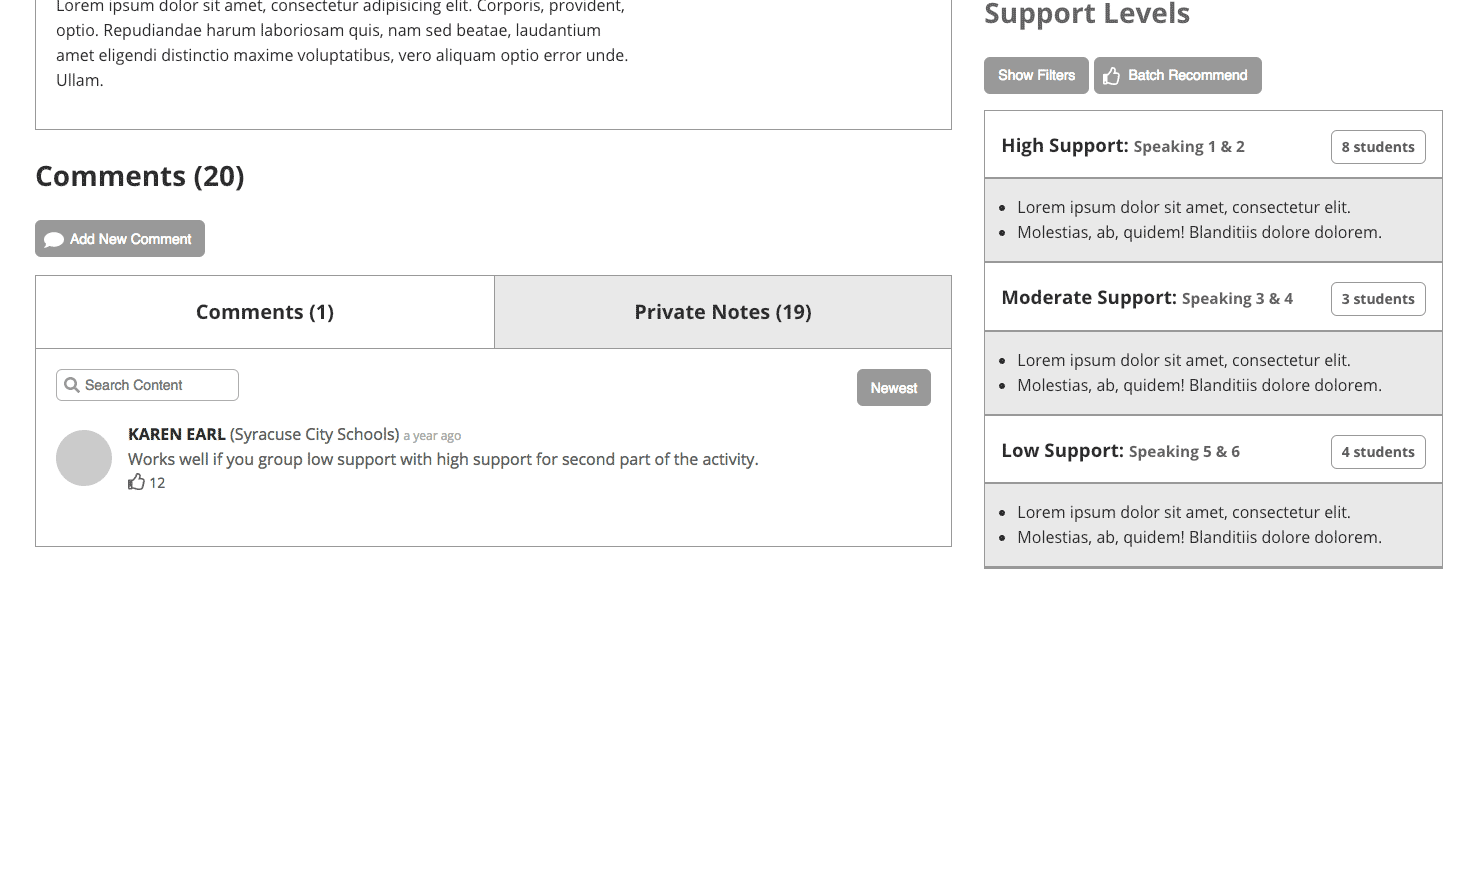 Lorem ipsum dolor sit amet, consectetur adipisicing elit. Corporis, provident,
optio. Repudiandae harum laboriosam quis, nam sed beatae, laudantium
amet eligendi distinctio maxime voluptatibus, vero aliquam optio error unde.
Ullam.
Comments (20)
Add New Comment
Comments (1)
Private Notes (19)
Search Content
Newest
KAREN EARL (Syracuse City Schools) a year ago
Works well if you group low support with high support for second part of the activity.
12
Support Levels
Show Filters
Batch Recommend
High Support: Speaking 1 & 2
8 students
• Lorem ipsum dolor sit amet, consectetur elit.
• Molestias, ab, quidem! Blanditiis dolore dolorem.
Moderate Support: Speaking 3 & 4
3 students
• Lorem ipsum dolor sit amet, consectetur elit.
• Molestias, ab, quidem! Blanditiis dolore dolorem.
Low Support: Speaking 5 & 6
4 students
• Lorem ipsum dolor sit amet, consectetur elit.
• Molestias, ab, quidem! Blanditiis dolore dolorem.